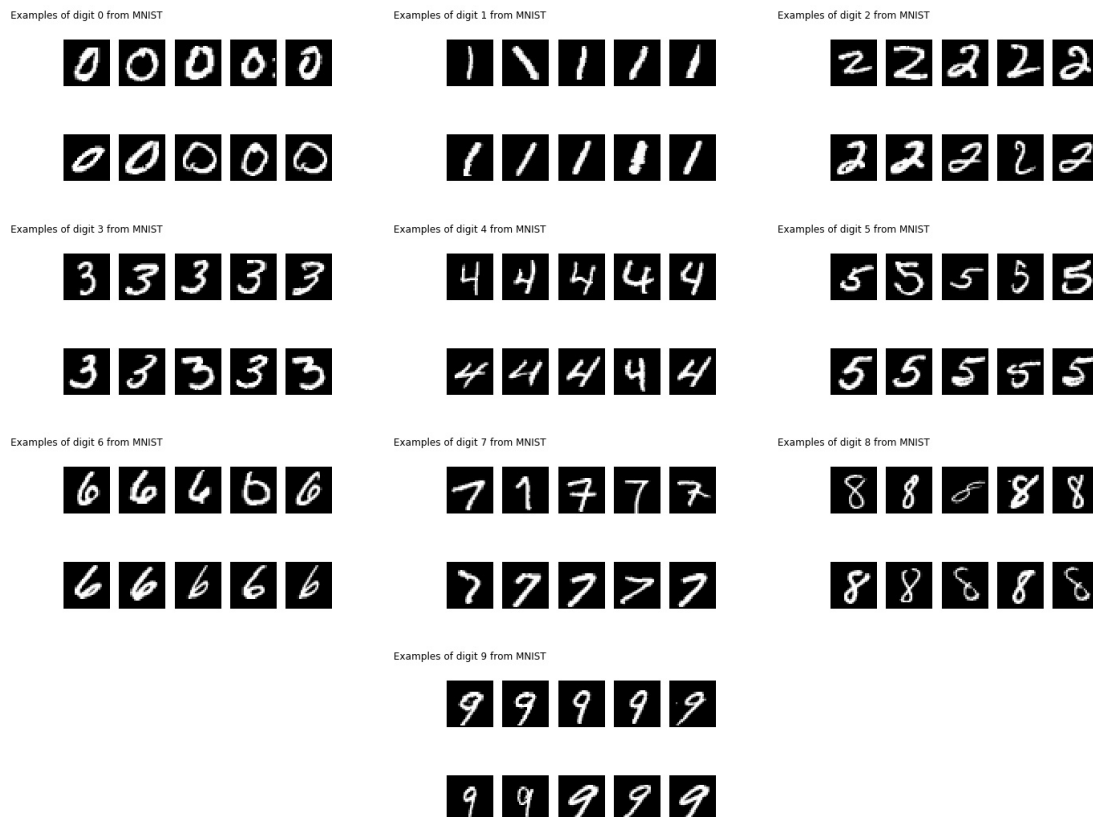 Examples of digit 0 from MNIST
Examples of digit 1 from MNIST
Examples of digit 2 from MNIST
0 0 0 0 0
1 1 1 1 1
2 2 2 2 2
0 0 0 0 0
1 1 1 1 1
2 2 2 2 2
Examples of digit 3 from MNIST
Examples of digit 4 from MNIST
Examples of digit 5 from MNIST
3 3 3 3 3
4 4 4 4 4
5 5 5 5 5
3 3 3 3 3
4 4 4 4 4
5 5 5 5 5
Examples of digit 6 from MNIST
Examples of digit 7 from MNIST
Examples of digit 8 from MNIST
6 6 6 6 6
7 7 7 7 7
8 8 8 8 8
6 6 6 6 6
7 7 7 7 7
8 8 8 8 8
Examples of digit 9 from MNIST
9 9 9 9 9
9 9 9 9 9